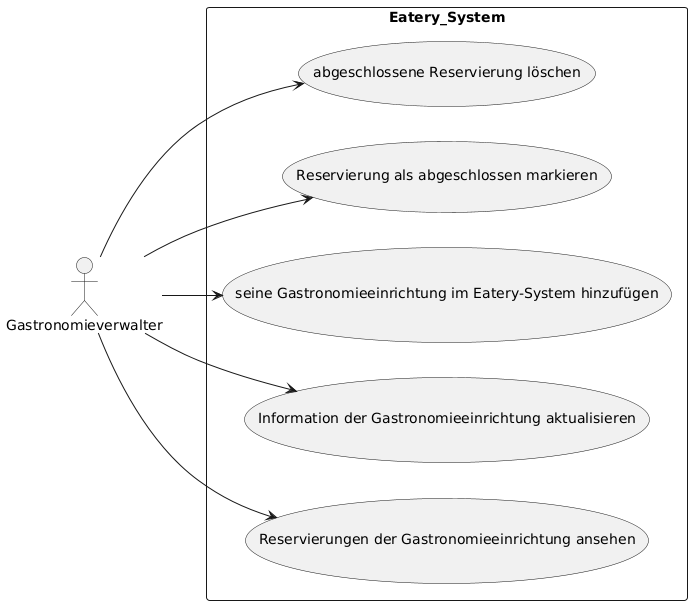 Eatery_System
abgeschlossene Reservierung löschen
Reservierung als abgeschlossen markieren
seine Gastronomieeinrichtung im Eatery-System hinzufügen
Gastronomieverwalter
Information der Gastronomieeinrichtung aktualisieren
Reservierungen der Gastronomieeinrichtung ansehen